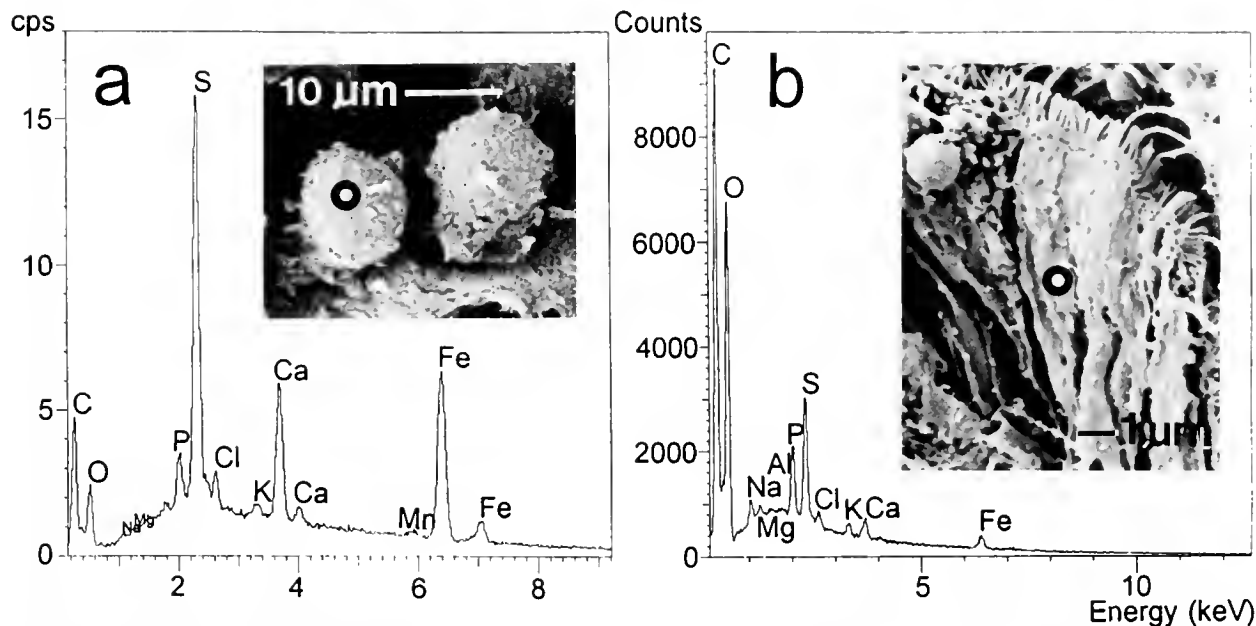 cps
a
15
10
5
0
C
O
Na
Mg
P
S
Cl
K
Ca
Ca
Mn
Fe
Fe
10 µm
2 4 6 8
Counts
b
8000
6000
4000
2000
0
C
O
Na
Mg
Al
P
S
Cl
K
Ca
Fe
1µm
5 10
Energy (keV)